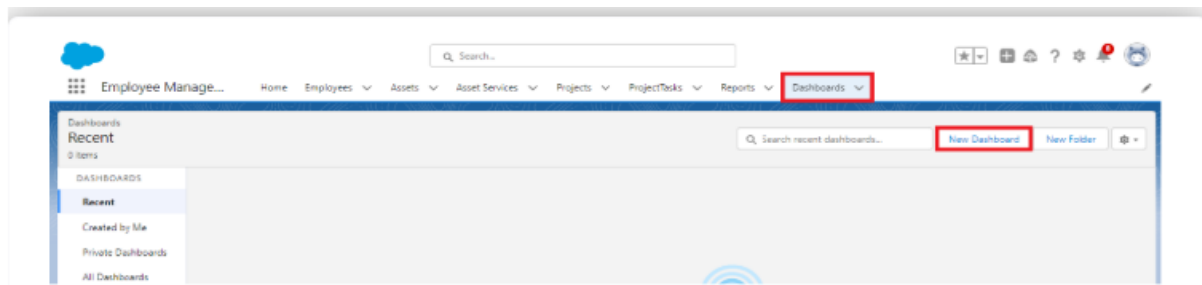 Search...
Employee Manage... Home Employees Assets Asset Services Projects ProjectTasks Reports Dashboards
Dashboards
Recent
0 items
Search recent dashboards... New Dashboard New Folder
DASHBOARDS
Recent
Created by Me
Private Dashboards
All Dashboards